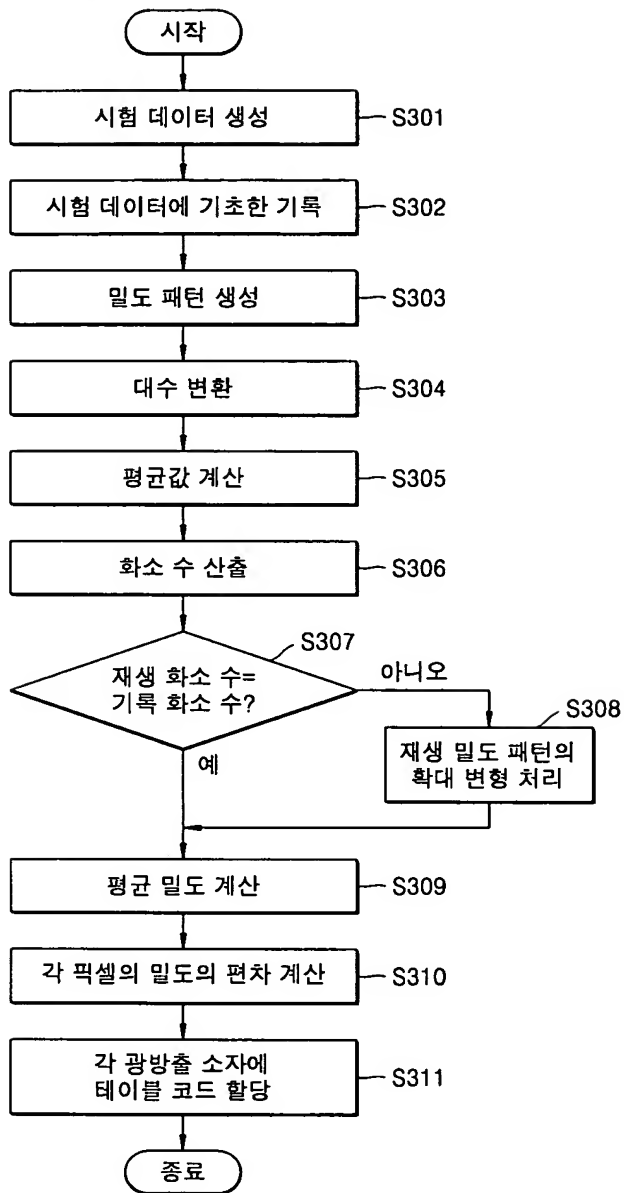 시작
시험 데이터 생성
S301
시험 데이터에 기초한 기록
S302
밀도 패턴 생성
S303
대수 변환
S304
평균값 계산
S305
화소 수 산출
S306
S307
재생 화소 수=
기록 화소 수?
아니오
예
S308
재생 밀도 패턴의
확대 변형 처리
평균 밀도 계산
S309
각 픽셀의 밀도의 편차 계산
S310
각 광방출 소자에
테이블 코드 할당
S311
종료